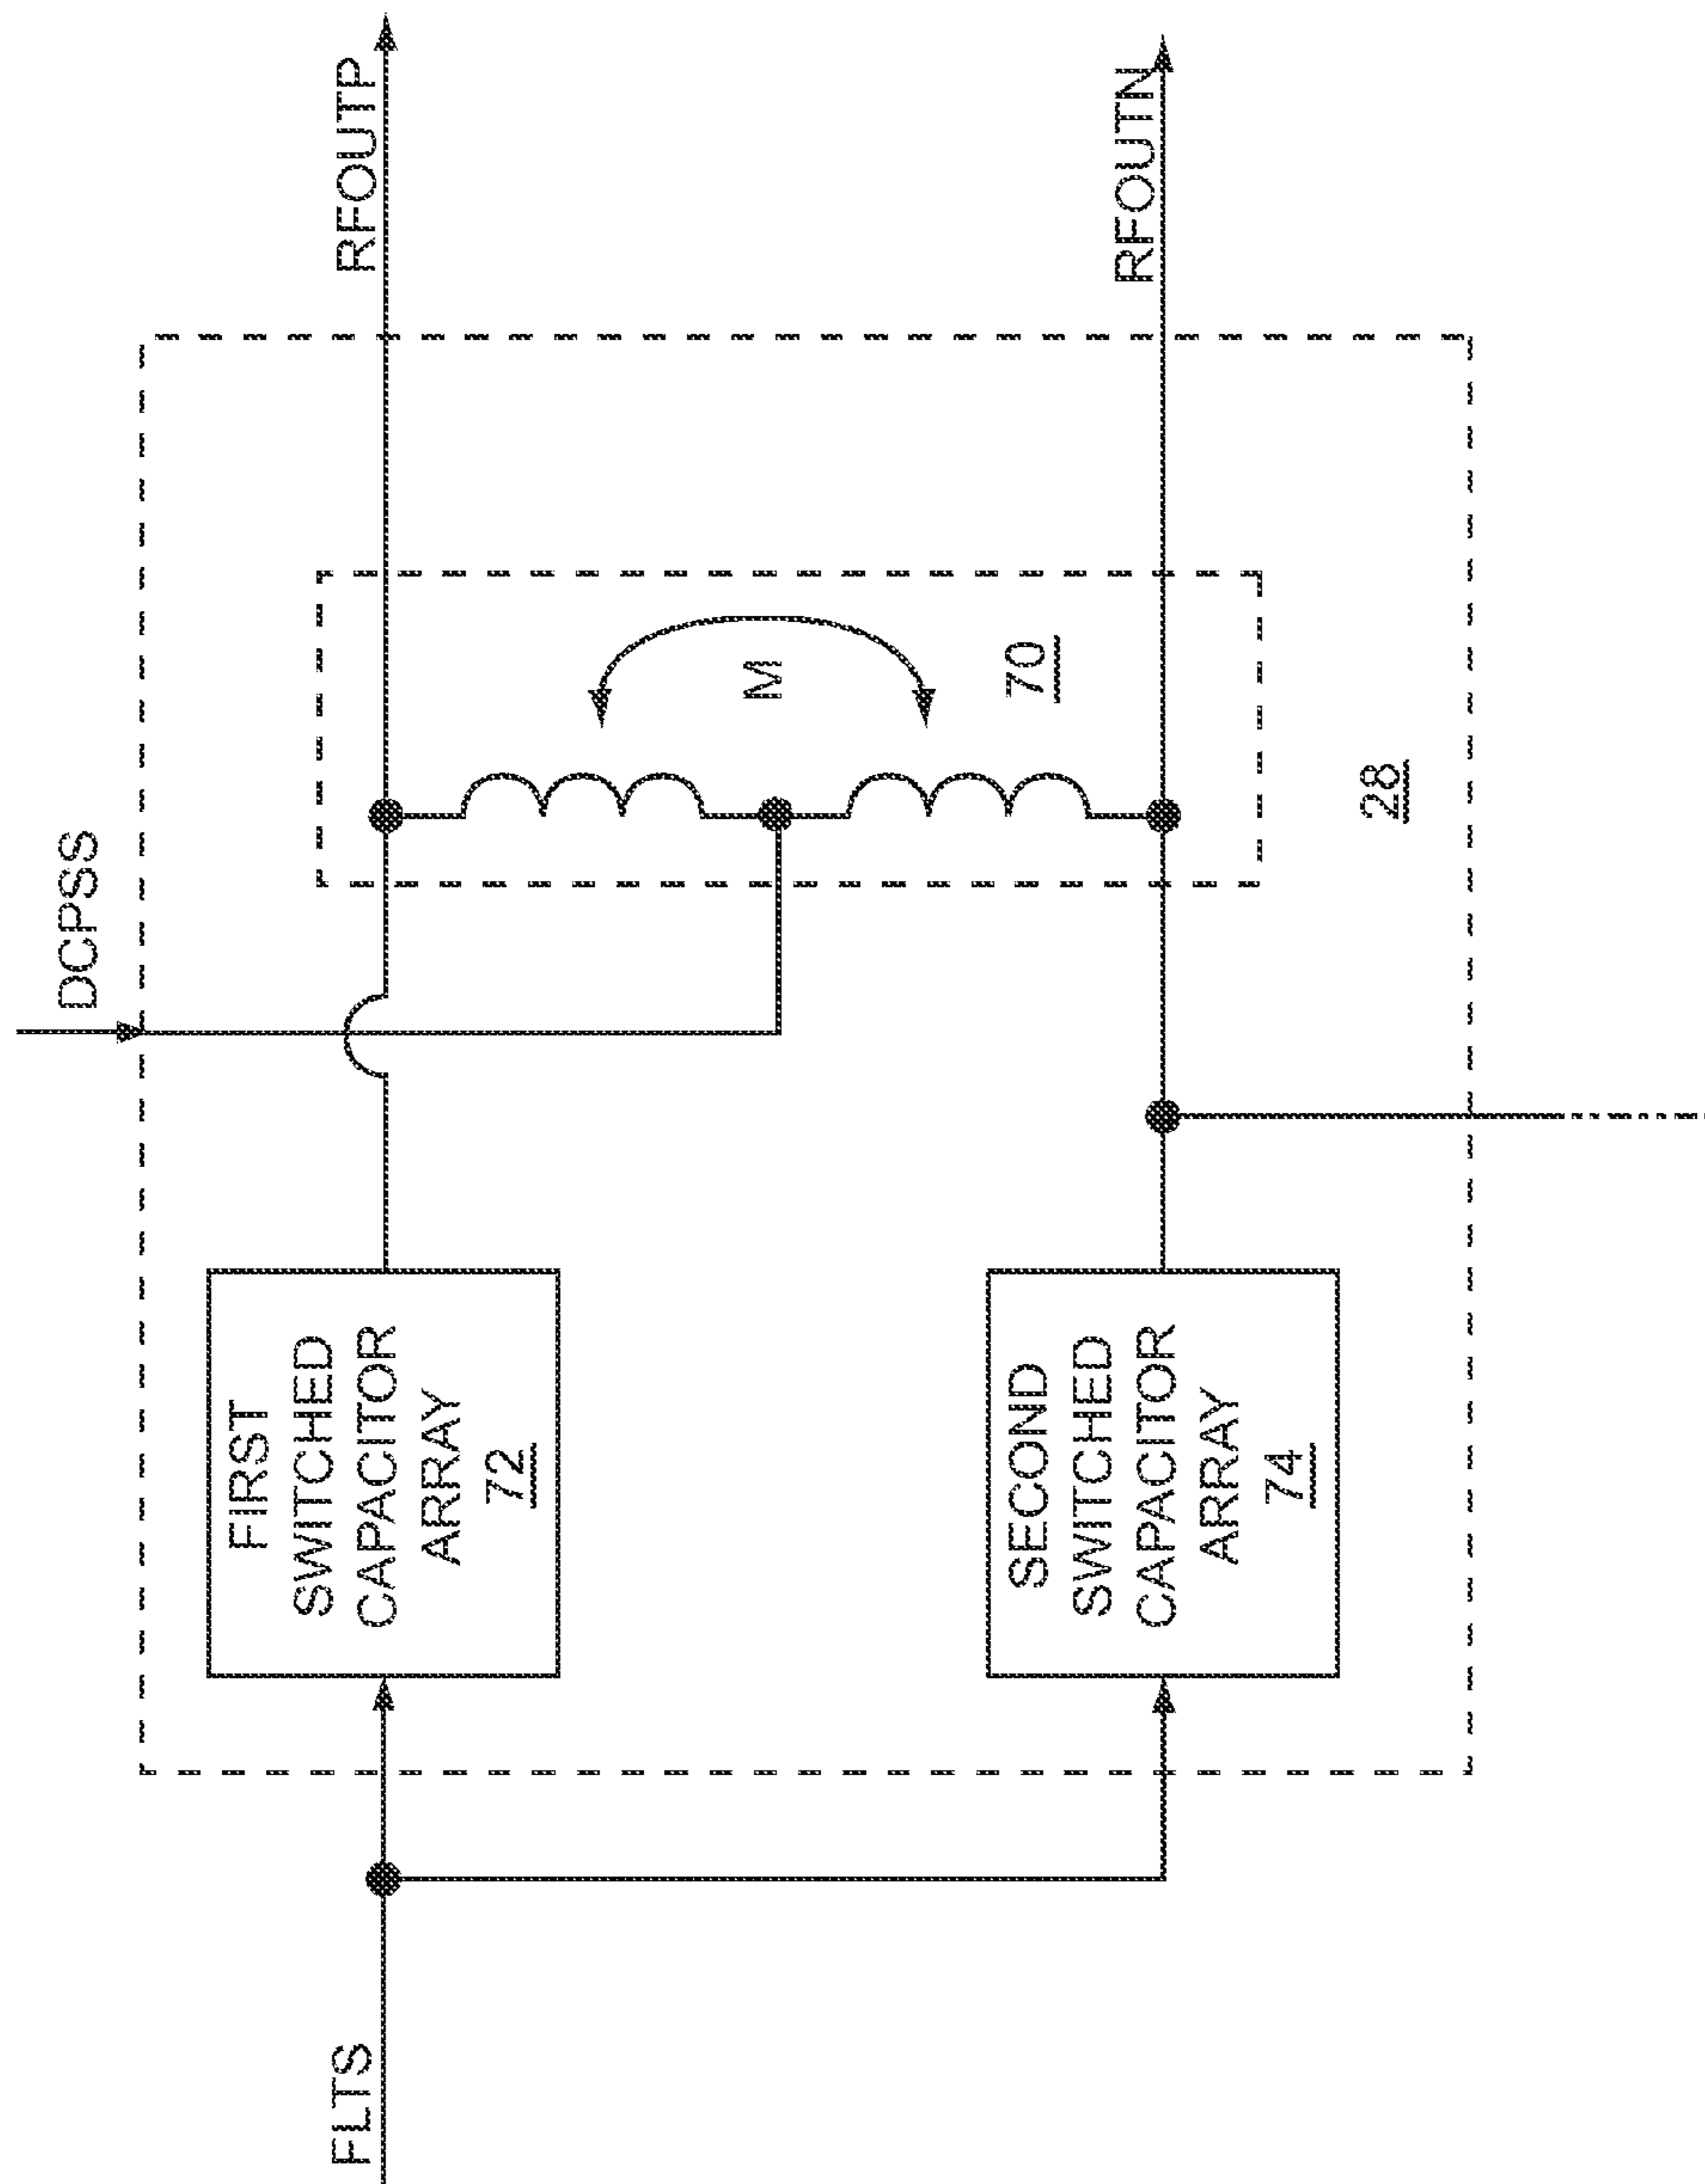 DCPSS
RFOUTP
RFOUTN
M
70
28
FIRST
SWITCHED
CAPACITOR
ARRAY
72
SECOND
SWITCHED
CAPACITOR
ARRAY
74
FLTS